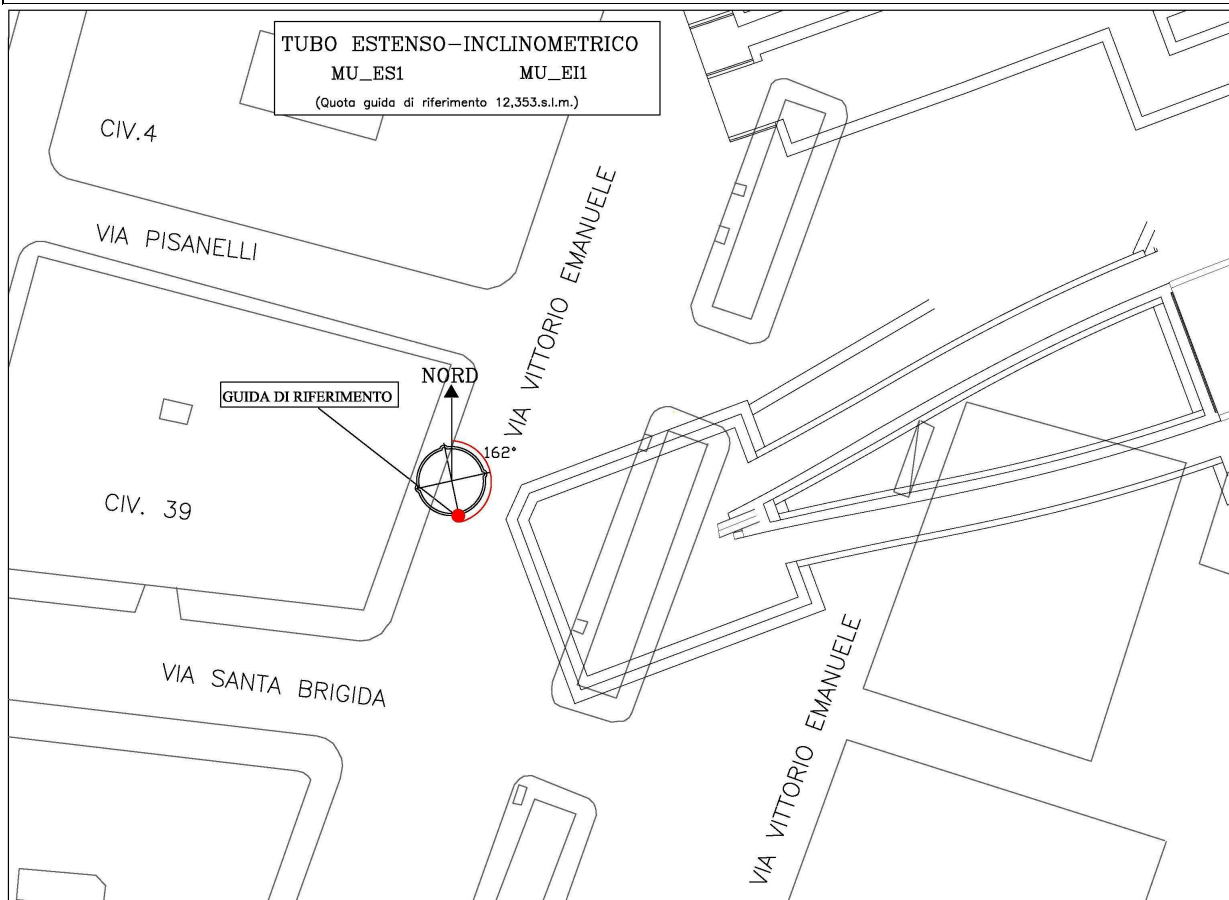 TUBO ESTENSO-INCLINOMETRICO
MU_ES1 MU_EI1
(Quota guida di riferimento 12,353.s.l.m.)
CIV.4
VIA PISANELLI
VIA VITTORIO EMANUELE
NORD
GUIDA DI RIFERIMENTO
162°
CIV. 39
VIA SANTA BRIGIDA
VIA VITTORIO EMANUELE